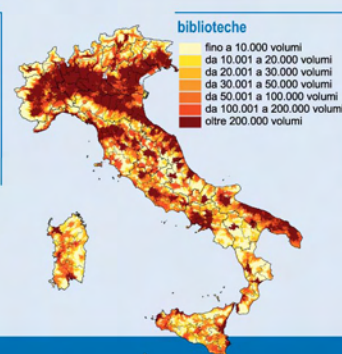 biblioteche
fino a 10.000 volumi
da 10.001 a 20.000 volumi
da 20.001 a 30.000 volumi
da 30.001 a 50.000 volumi
da 50.001 a 100.000 volumi
da 100.001 a 200.000 volumi
oltre 200.000 volumi